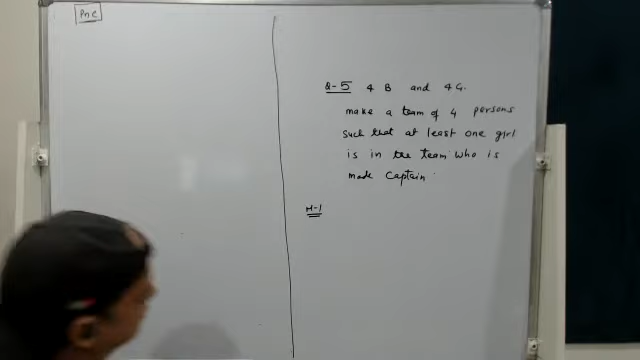 PnC
Q-5 4 B and 4 G.
make a team of 4 persons
such that at least one girl
is in the team who is
made Captain
M-1